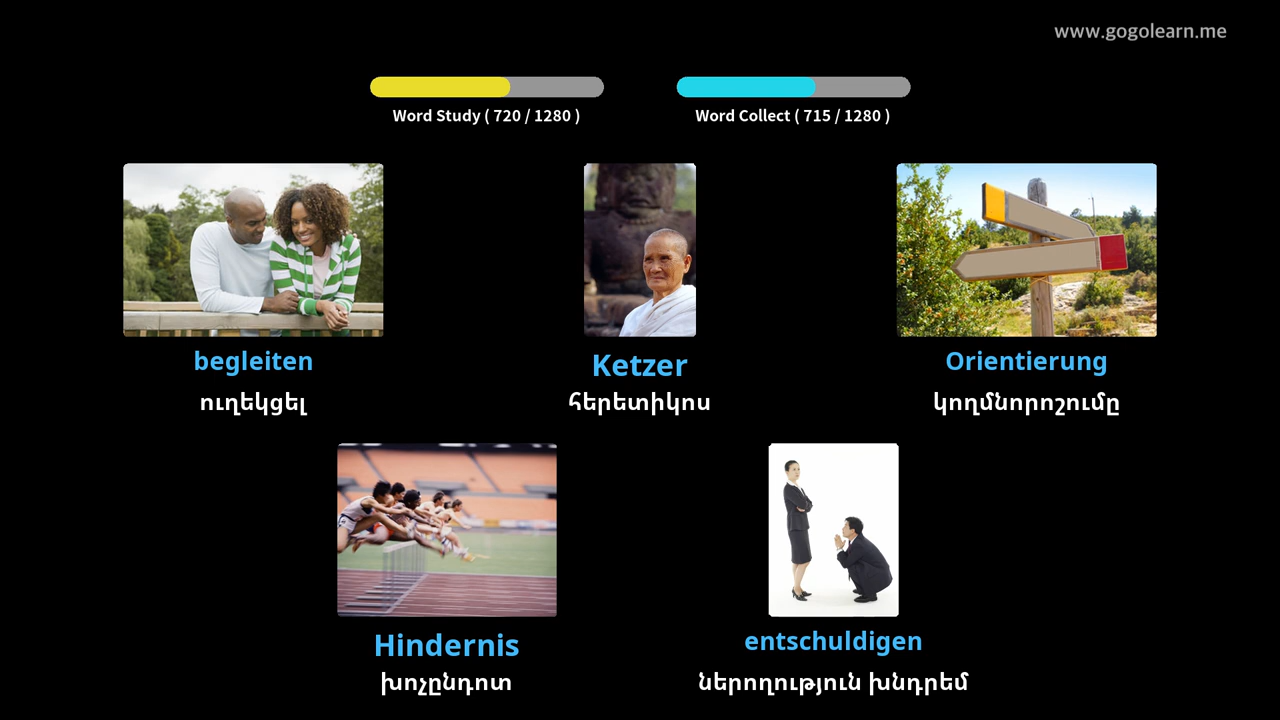 www.gogolearn.me
Word Study ( 720 / 1280 )
Word Collect ( 715 / 1280 )
begleiten
ուղեկցել
Ketzer
հերետիկոս
Orientierung
կողմնորոշումը
Hindernis
խոչընդոտ
entschuldigen
ներողություն խնդրեմ